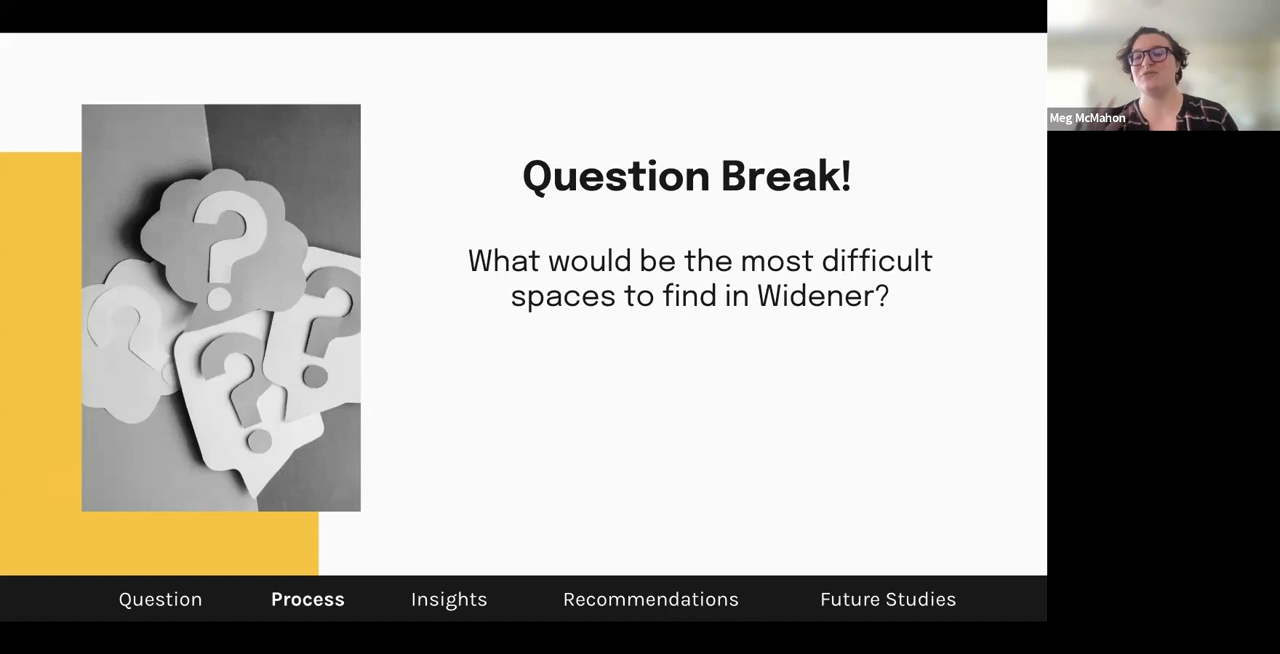 Meg McMahon
Question Break!
What would be the most difficult
spaces to find in Widener?
Question
Process
Insights
Recommendations
Future Studies